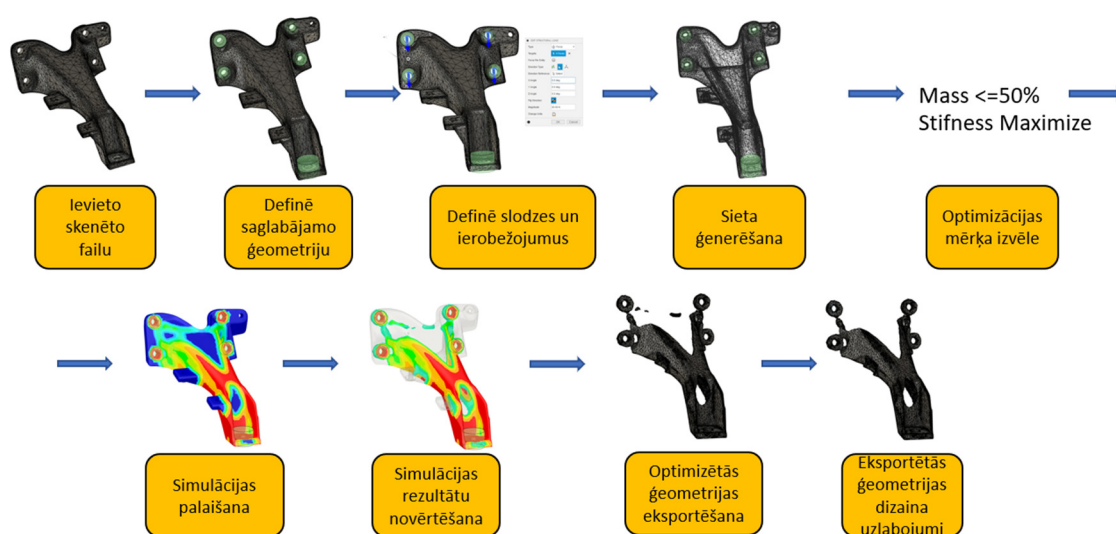 Mass <=50%
Stifness Maximize
Ievieto
skenēto
failu
Definē
saglabājamo
ģeometriju
Definē slodzes un
ierobežojumus
Sieta
ģenerēšana
Optimizācijas
mērķa izvēle
Simulācijas
palaišana
Simulācijas
rezultātu
novērtēšana
Optimizētās
ģeometrijas
eksportēšana
Eksportētās
ģeometrijas
dizaina
uzlabojumi